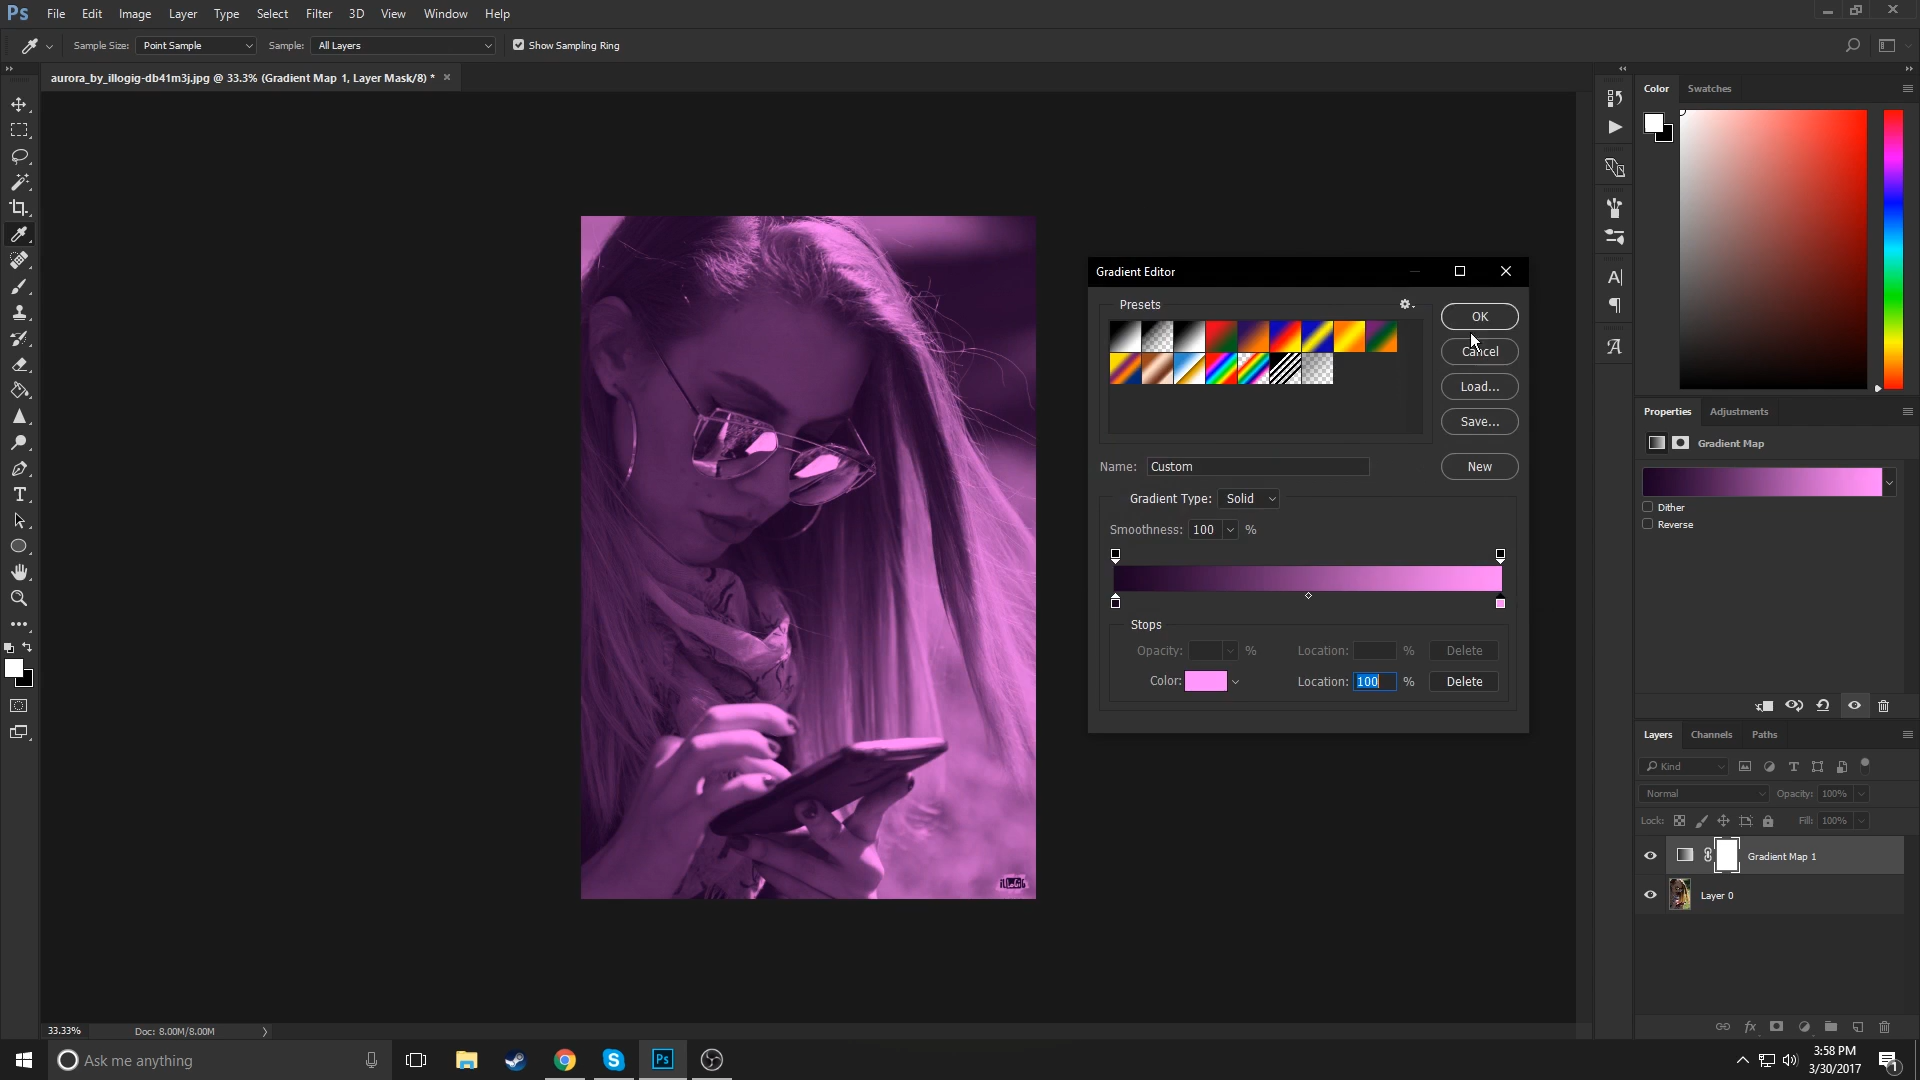 Ps File Edit Image Layer Type Select Filter 3D View Window Help
Sample Size: Point Sample Sample: All Layers Show Sampling Ring
aurora_by_illogig-db41m3j.jpg @ 33.3% (Gradient Map 1, Layer Mask/8) * ×
Color Swatches
Gradient Editor
Presets
OK
Cancel
Load...
Save...
Name: Custom New
Gradient Type: Solid
Smoothness: 100 %
Stops
Opacity: % Location: % Delete
Color: Location: 100 % Delete
Properties Adjustments
Gradient Map
Dither
Reverse
Layers Channels Paths
Kind
Normal Opacity: 100%
Lock: Fill: 100%
Gradient Map 1
Layer 0
33.33% Doc: 8.00M/8.00M
Ask me anything
Ps
3:58 PM
3/30/2017
1